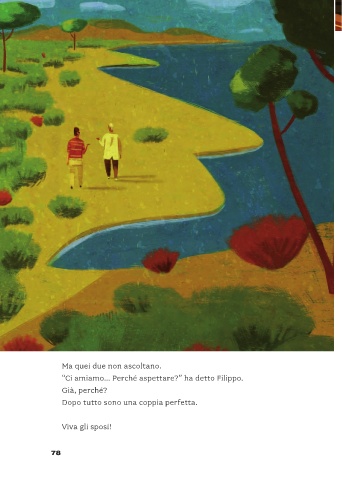 Ma quei due non ascoltano.
"Ci amiamo... Perché aspettare?" ha detto Filippo.
Già, perché?
Dopo tutto sono una coppia perfetta.
Viva gli sposi!
78